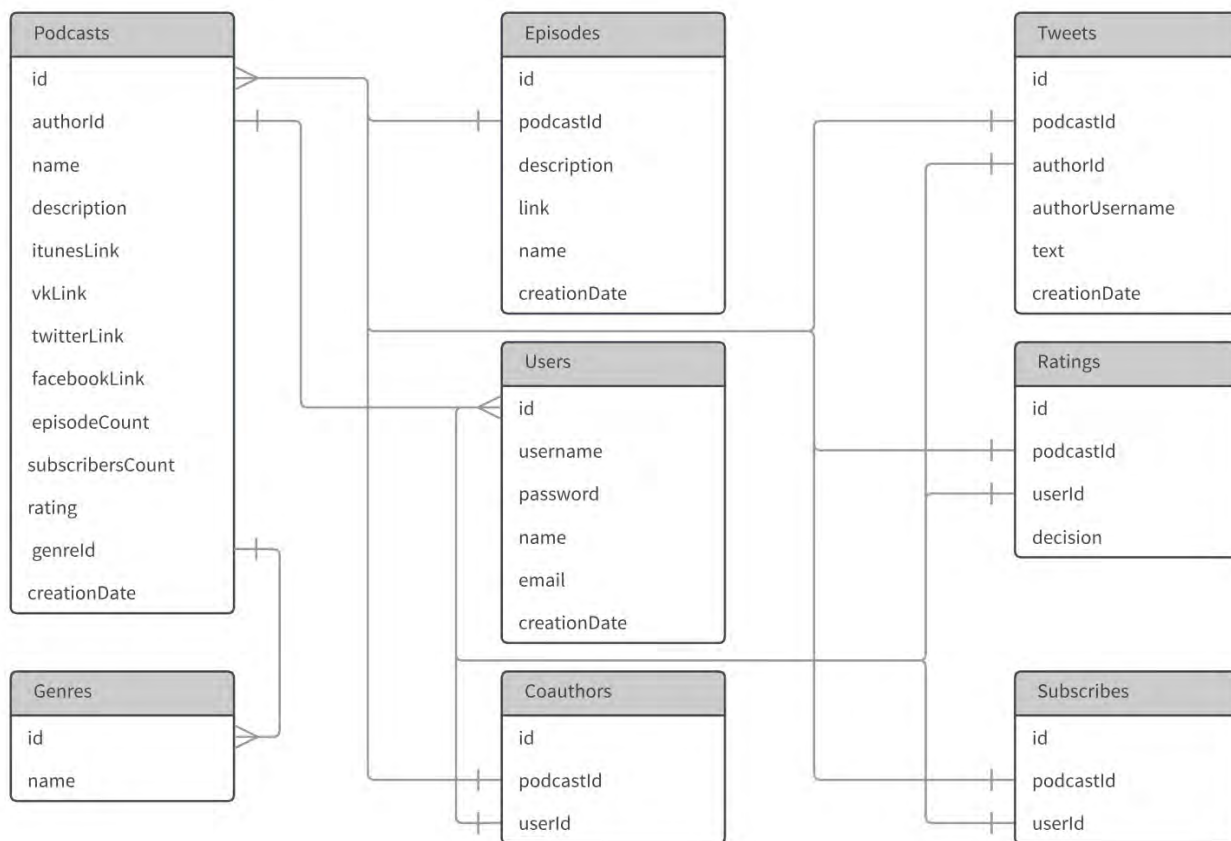 Podcasts
id
authorId
name
description
itunesLink
vkLink
twitterLink
facebookLink
episodeCount
subscribersCount
rating
genreId
creationDate
Genres
id
name
Episodes
id
podcastId
description
link
name
creationDate
Users
id
username
password
name
email
creationDate
Coauthors
id
podcastId
userId
Tweets
id
podcastId
authorId
authorUsername
text
creationDate
Ratings
id
podcastId
userId
decision
Subscribes
id
podcastId
userId